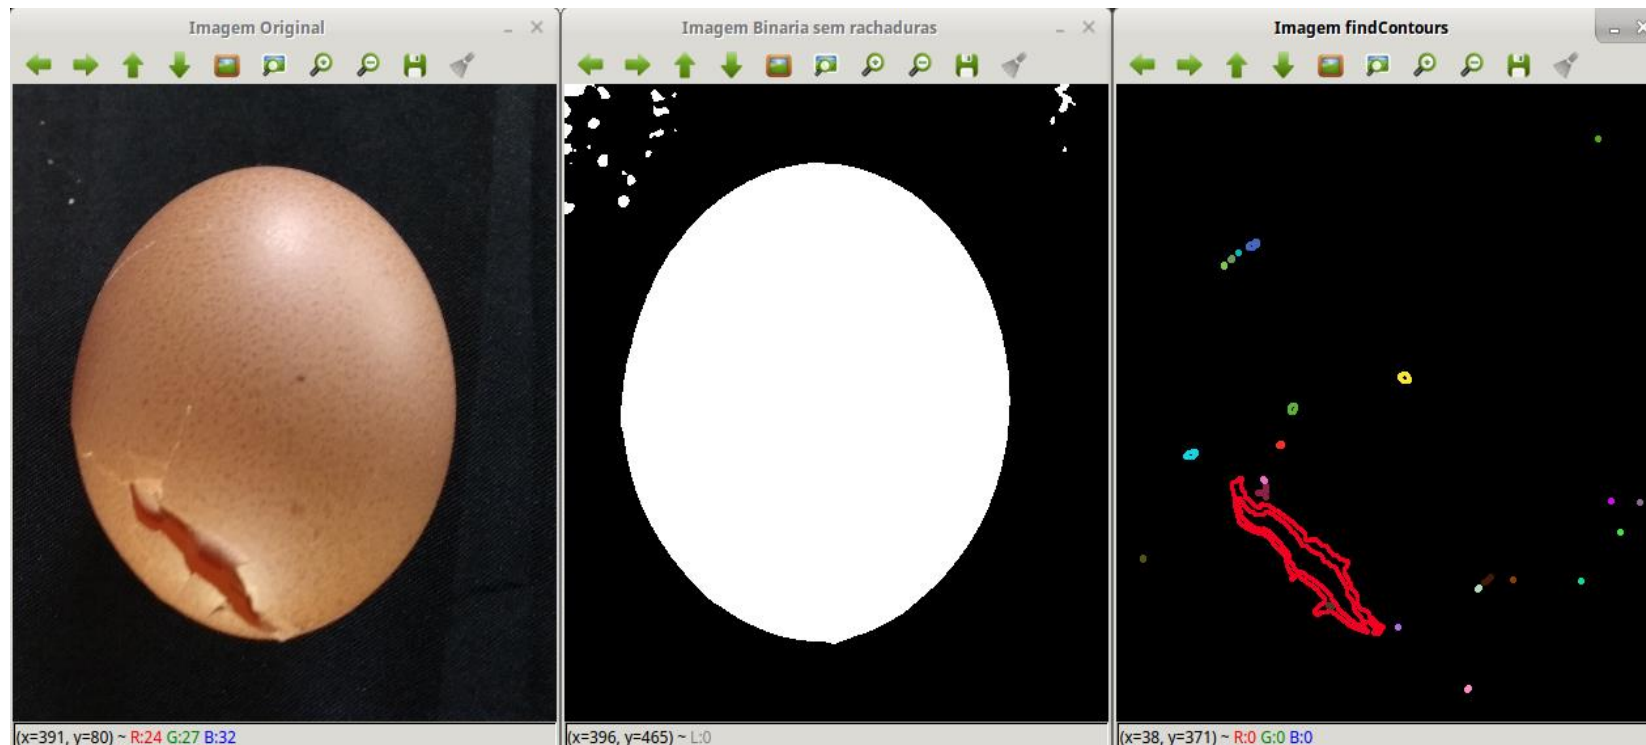 Imagem Original
Imagem Binaria sem rachaduras
Imagem findContours
(x=391, y=80) ~ R:24 G:27 B:32
(x=396, y=465) ~ L:0
(x=38, y=371) ~ R:0 G:0 B:0